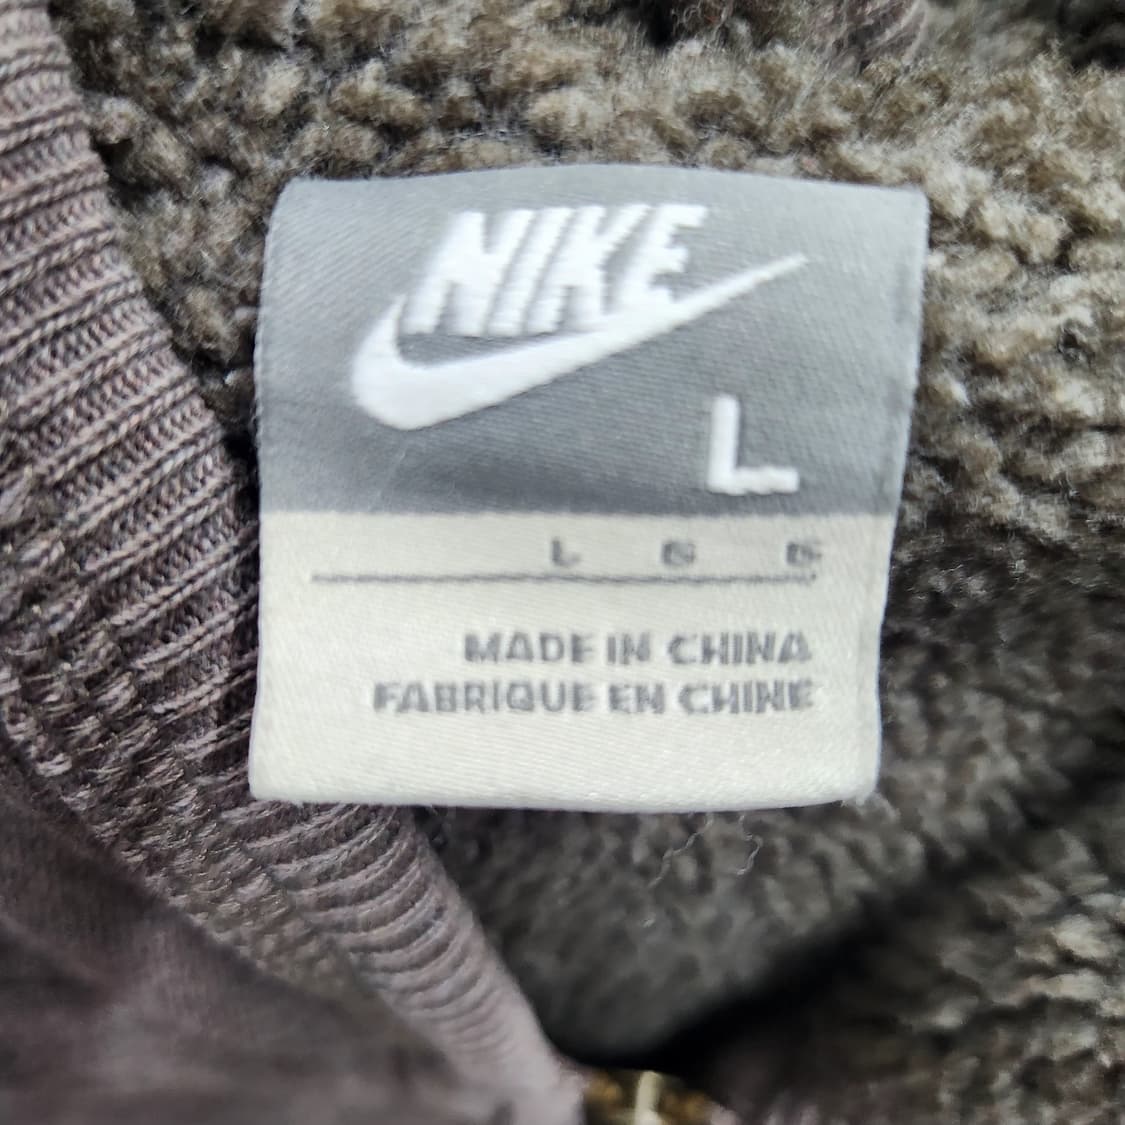 NIKE
L
L G G
MADE IN CHINA
FABRIQUE EN CHINE